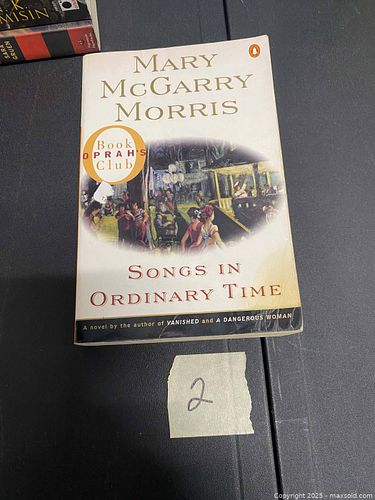 MISIN
MARY
MCGARRY
MORRIS
Book
OPRAH'S
Club
SONGS IN
ORDINARY TIME
A novel by the author of VANISHED and A DANGEROUS WOMAN
2
Copyright 2025 - maxsold.com